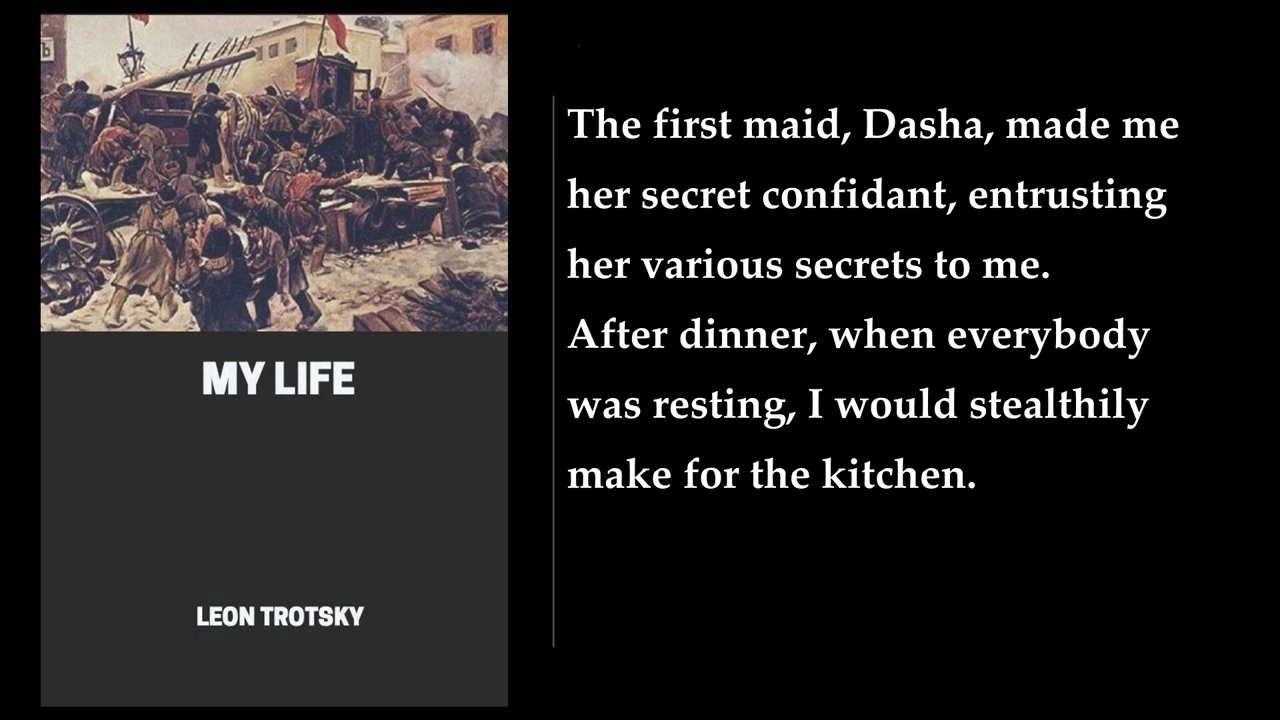 MY LIFE
LEON TROTSKY
The first maid, Dasha, made me
her secret confidant, entrusting
her various secrets to me.
After dinner, when everybody
was resting, I would stealthily
make for the kitchen.